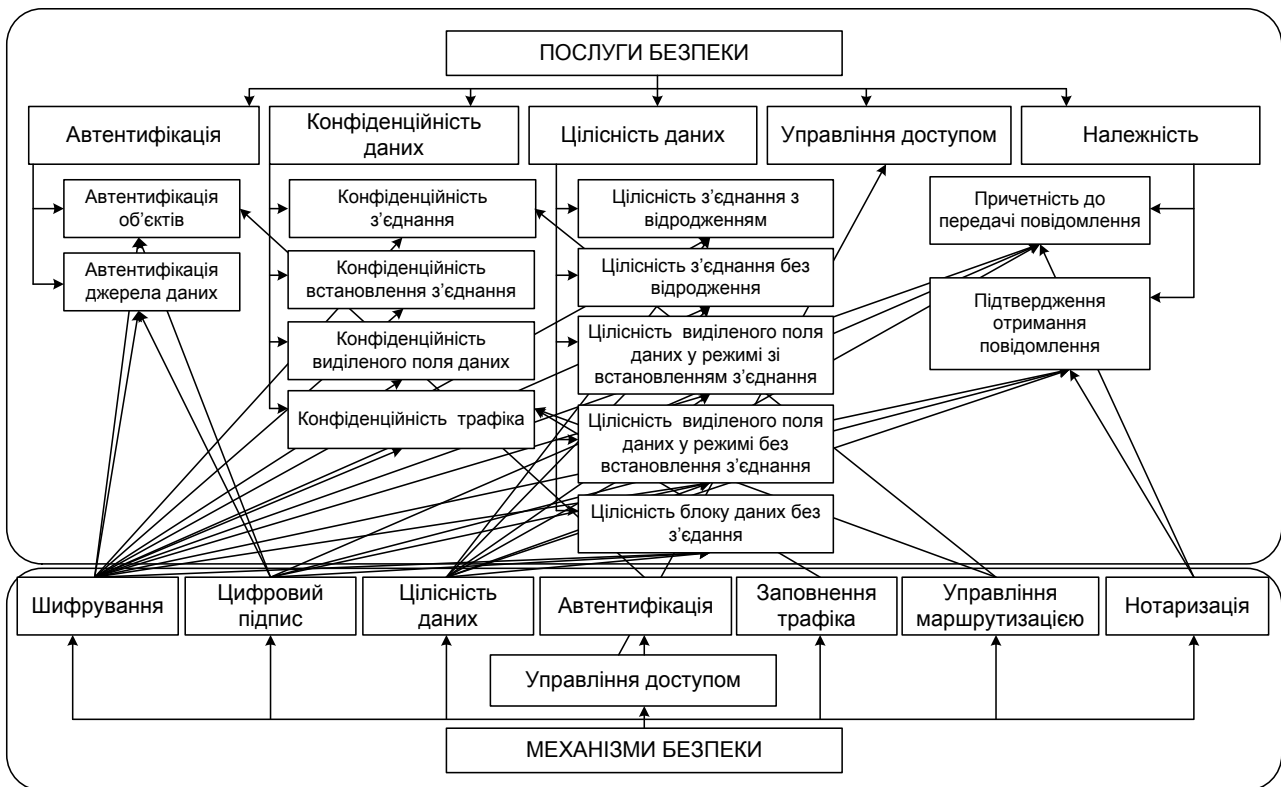 ПОСЛУГИ БЕЗПЕКИ
Автентифікація
Конфіденційність
даних
Цілісність даних
Управління доступом
Належність
Автентифікація
об’єктів
Автентифікація
джерела даних
Конфіденційність
з’єднання
Конфіденційність
встановлення з’єднання
Конфіденційність
виділеного поля даних
Конфіденційність трафіка
Цілісність з’єднання з
відродженням
Цілісність з’єднання без
відродження
Цілісність виділеного поля
даних у режимі зі
встановленням з’єднання
Цілісність виділеного поля
даних у режимі без
встановлення з’єднання
Цілісність блоку даних без
з’єдання
Причетність до
передачі повідомлення
Підтвердження
отримання
повідомлення
Шифрування
Цифровий
підпис
Цілісність
даних
Автентифікація
Заповнення
трафіка
Управління
маршрутизацією
Нотаризація
Управління доступом
МЕХАНІЗМИ БЕЗПЕКИ